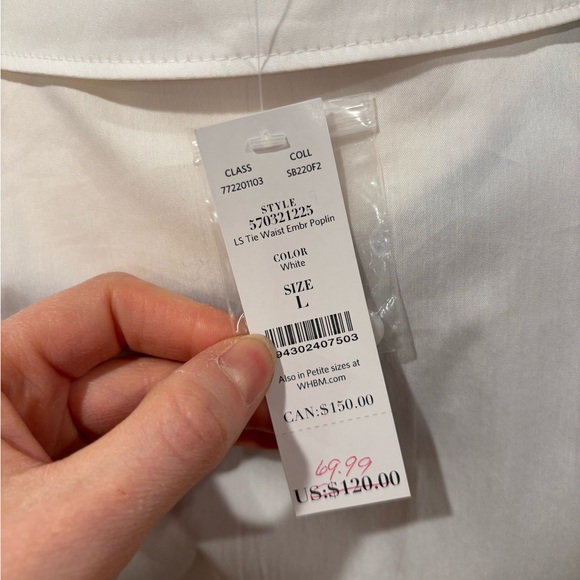 CLASS COLL
772201103 SB220F2
STYLE
570321225
LS Tie Waist Embr Poplin
COLOR
White
SIZE
L
94302407503
Also in Petite sizes at
WHBM.com
CAN:$150.00
69.99
US:$120.00